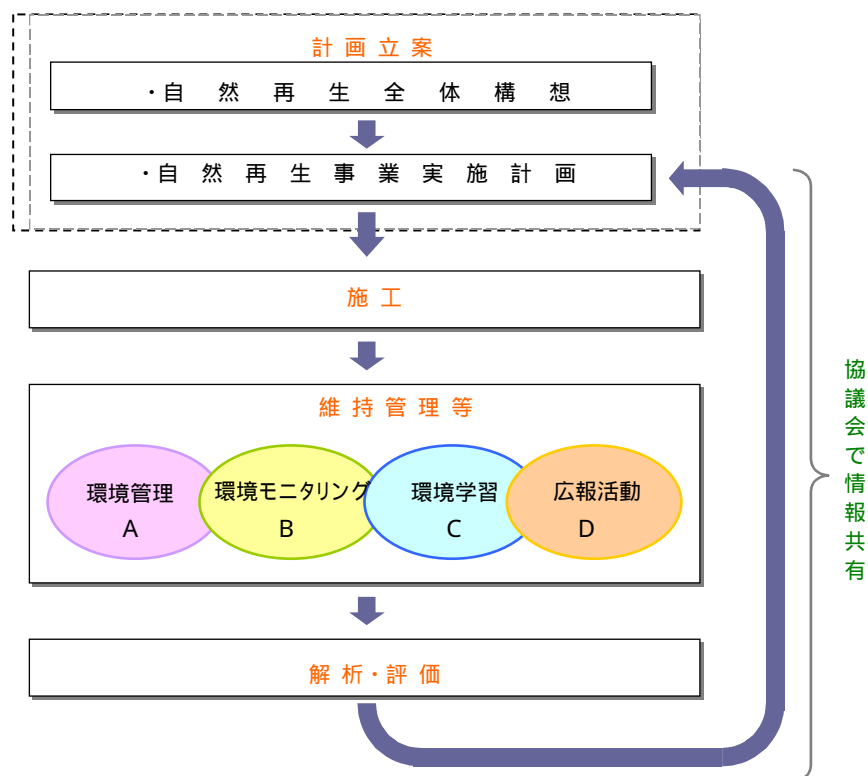 計画立案
・自然再生全体構想
・自然再生事業実施計画
施工
維持管理等
環境管理
A
環境モニタリング
B
環境学習
C
広報活動
D
解析・評価
協議会で情報共有